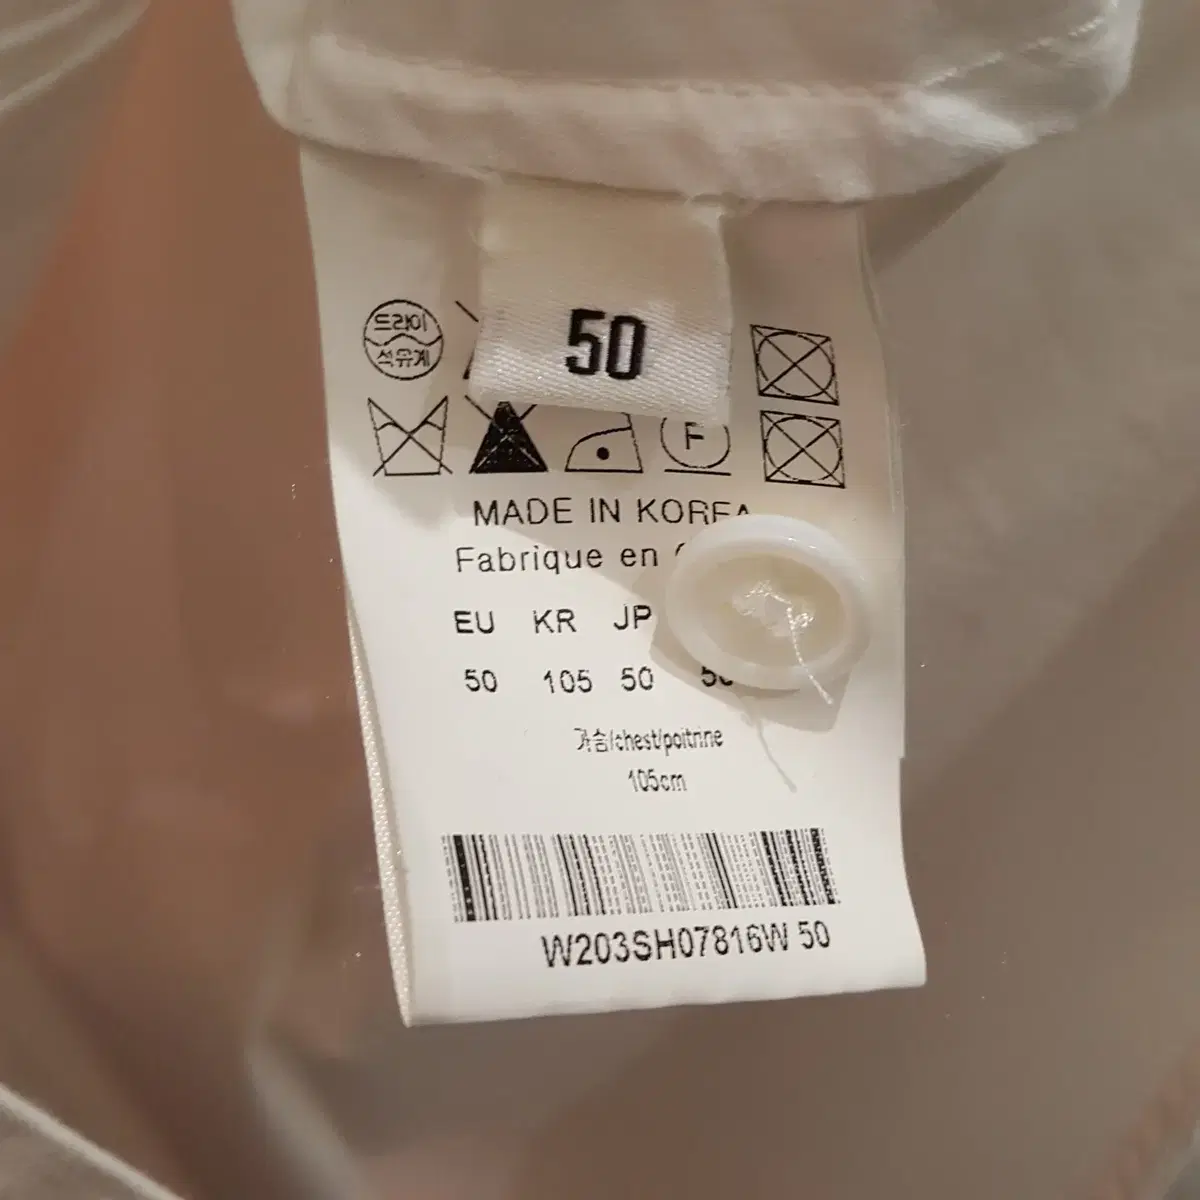 50
드라이
석유계
F
MADE IN KOREA
Fabrique en
EU KR JP
50 105 50 50
가슴/chest/poitrine
105cm
W203SH07816W 50